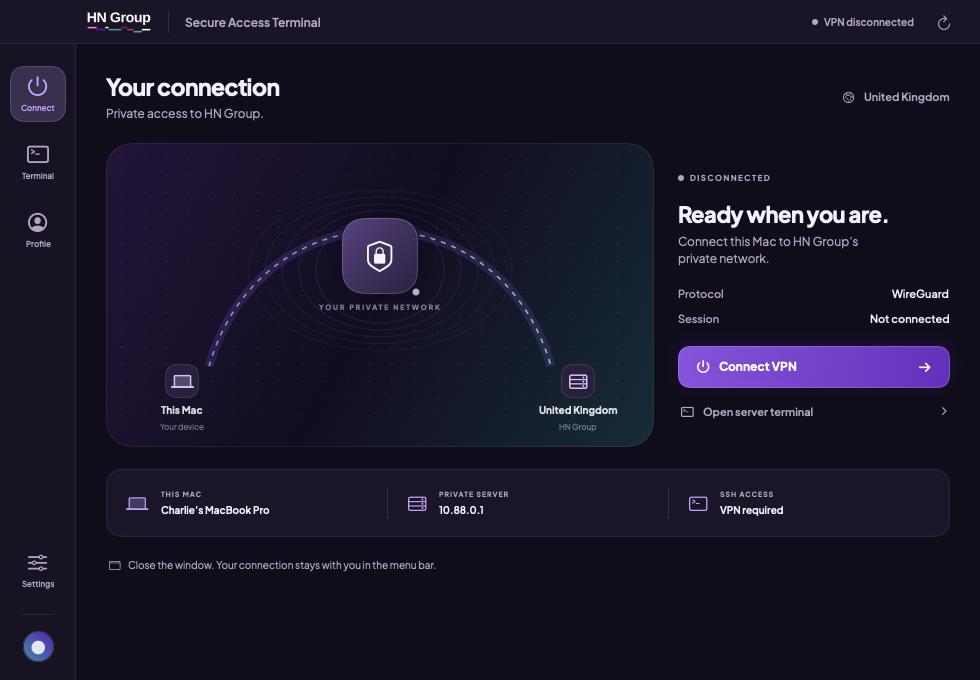 HN Group
Secure Access Terminal
VPN disconnected
Connect
Terminal
Profile
Settings
Your connection
Private access to HN Group.
United Kingdom
YOUR PRIVATE NETWORK
This Mac
Your device
United Kingdom
HN Group
DISCONNECTED
Ready when you are.
Connect this Mac to HN Group's
private network.
Protocol WireGuard
Session Not connected
Connect VPN
Open server terminal
THIS MAC
Charlie's MacBook Pro
PRIVATE SERVER
10.88.0.1
SSH ACCESS
VPN required
Close the window. Your connection stays with you in the menu bar.